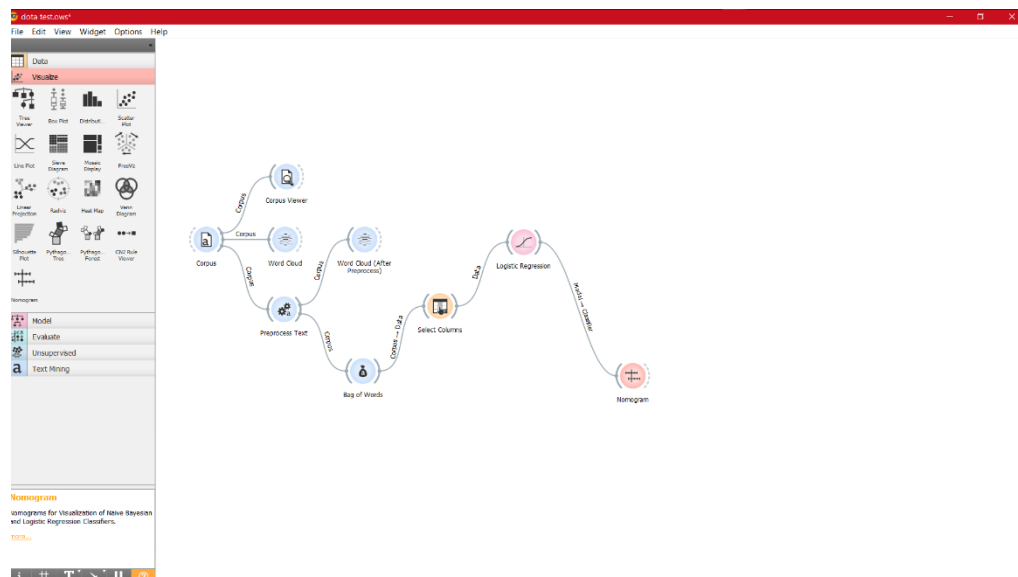 dota test.ows*
File Edit View Widget Options Help
Data
Visualize
Tree Viewer
Box Plot
Distributi...
Scatter Plot
Line Plot
Sieve Diagram
Mosaic Display
FreeViz
Linear Projection
Radviz
Heat Map
Venn Diagram
Silhouette Plot
Pythago... Tree
Pythago... Forest
CN2 Rule Viewer
Nomogram
Model
Evaluate
Unsupervised
a Text Mining
Nomogram
Nomograms for Visualization of Naive Bayesian
and Logistic Regression Classifiers.
more...
Corpus
Corpus Viewer
Corpus
Corpus
Word Cloud
Corpus
Corpus
Word Cloud (After
Preprocess)
Preprocess Text
Corpus
Bag of Words
Corpus → Data
Select Columns
Data
Logistic Regression
Model → Classifier
Nomogram